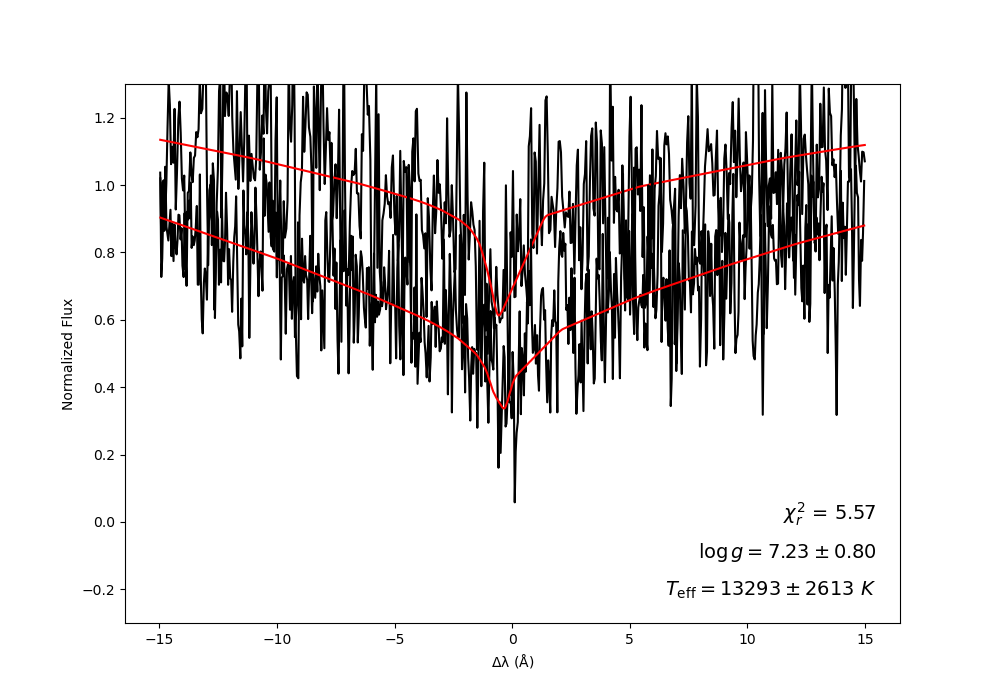 1.2
1.0
0.8
0.6
0.4
0.2
0.0
−0.2
Normalized Flux
χ²ᵣ = 5.57
log g = 7.23 ± 0.80
T_eff = 13293 ± 2613 K
−15 −10 −5 0 5 10 15
Δλ (Å)